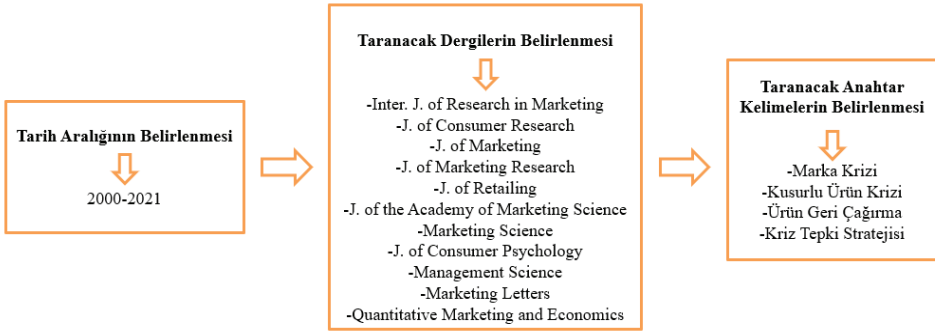 Tarih Aralığının Belirlenmesi
2000-2021
Taranacak Dergilerin Belirlenmesi
-Inter. J. of Research in Marketing
-J. of Consumer Research
-J. of Marketing
-J. of Marketing Research
-J. of Retailing
-J. of the Academy of Marketing Science
-Marketing Science
-J. of Consumer Psychology
-Management Science
-Marketing Letters
-Quantitative Marketing and Economics
Taranacak Anahtar
Kelimelerin Belirlenmesi
-Marka Krizi
-Kusurlu Ürün Krizi
-Ürün Geri Çağırma
-Kriz Tepki Stratejisi